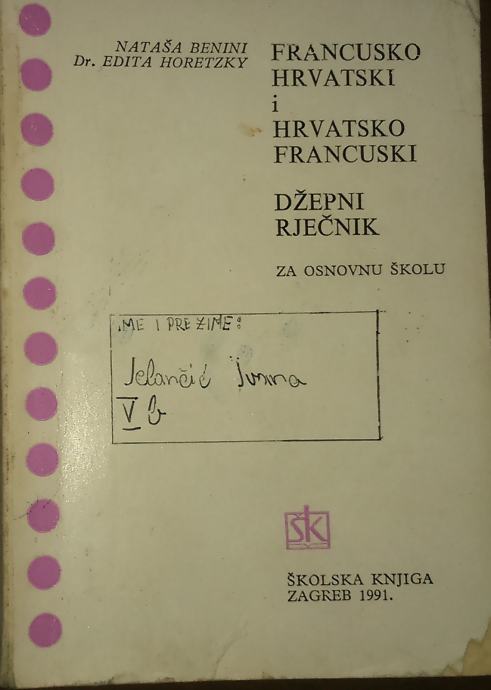 NATAŠA BENINI
Dr. EDITA HORETZKY
FRANCUSKO
HRVATSKI
i
HRVATSKO
FRANCUSKI
DŽEPNI
RJEČNIK
ZA OSNOVNU ŠKOLU
IME I PREZIME:
Jelančić Ivana
V b
šk
ŠKOLSKA KNJIGA
ZAGREB 1991.